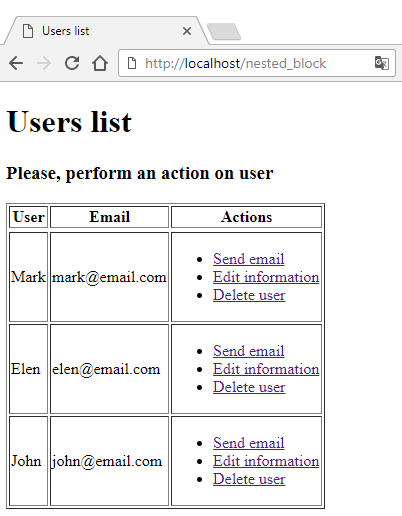 Users list
http://localhost/nested_block
Users list
Please, perform an action on user
User Email Actions
Mark mark@email.com
Send email
Edit information
Delete user
Elen elen@email.com
Send email
Edit information
Delete user
John john@email.com
Send email
Edit information
Delete user